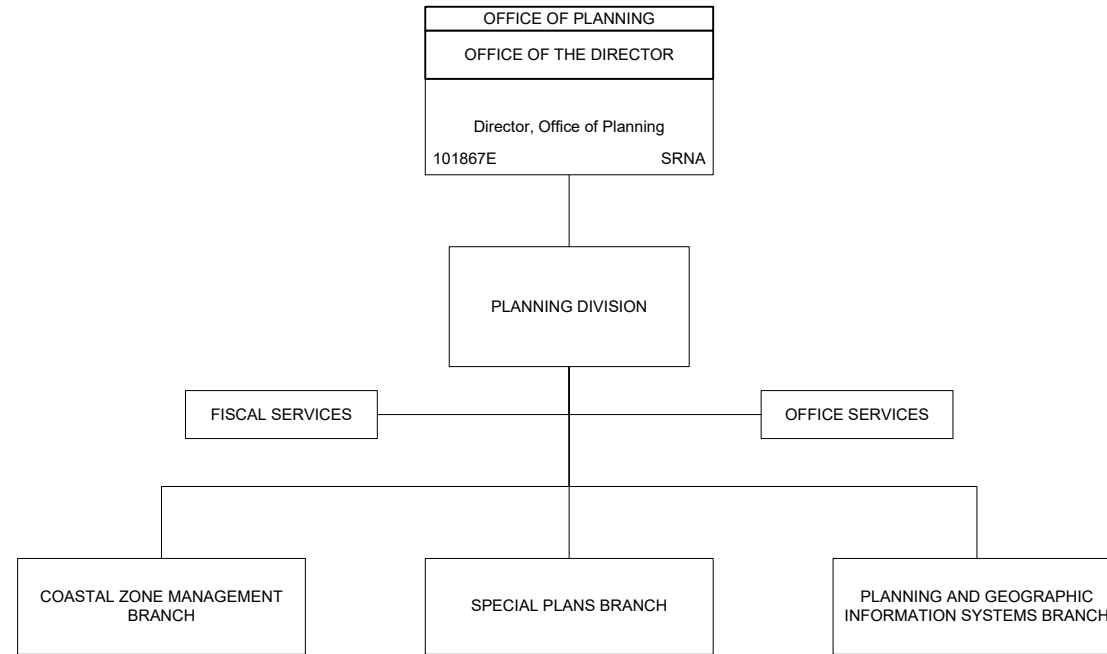 OFFICE OF PLANNING
OFFICE OF THE DIRECTOR
Director, Office of Planning
101867E SRNA
PLANNING DIVISION
FISCAL SERVICES
OFFICE SERVICES
COASTAL ZONE MANAGEMENT
BRANCH
SPECIAL PLANS BRANCH
PLANNING AND GEOGRAPHIC
INFORMATION SYSTEMS BRANCH